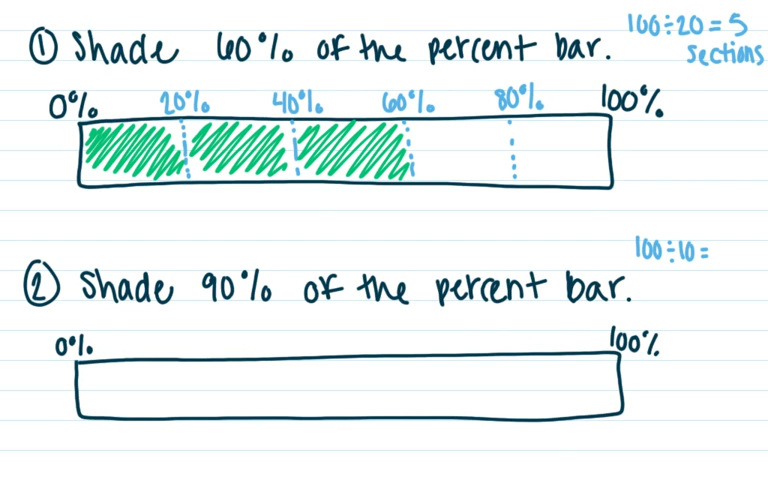 ① Shade 60% of the percent bar.
100÷20=5
sections
0% 20% 40% 60% 80% 100%
100÷10=
② Shade 90% of the percent bar.
0% 100%